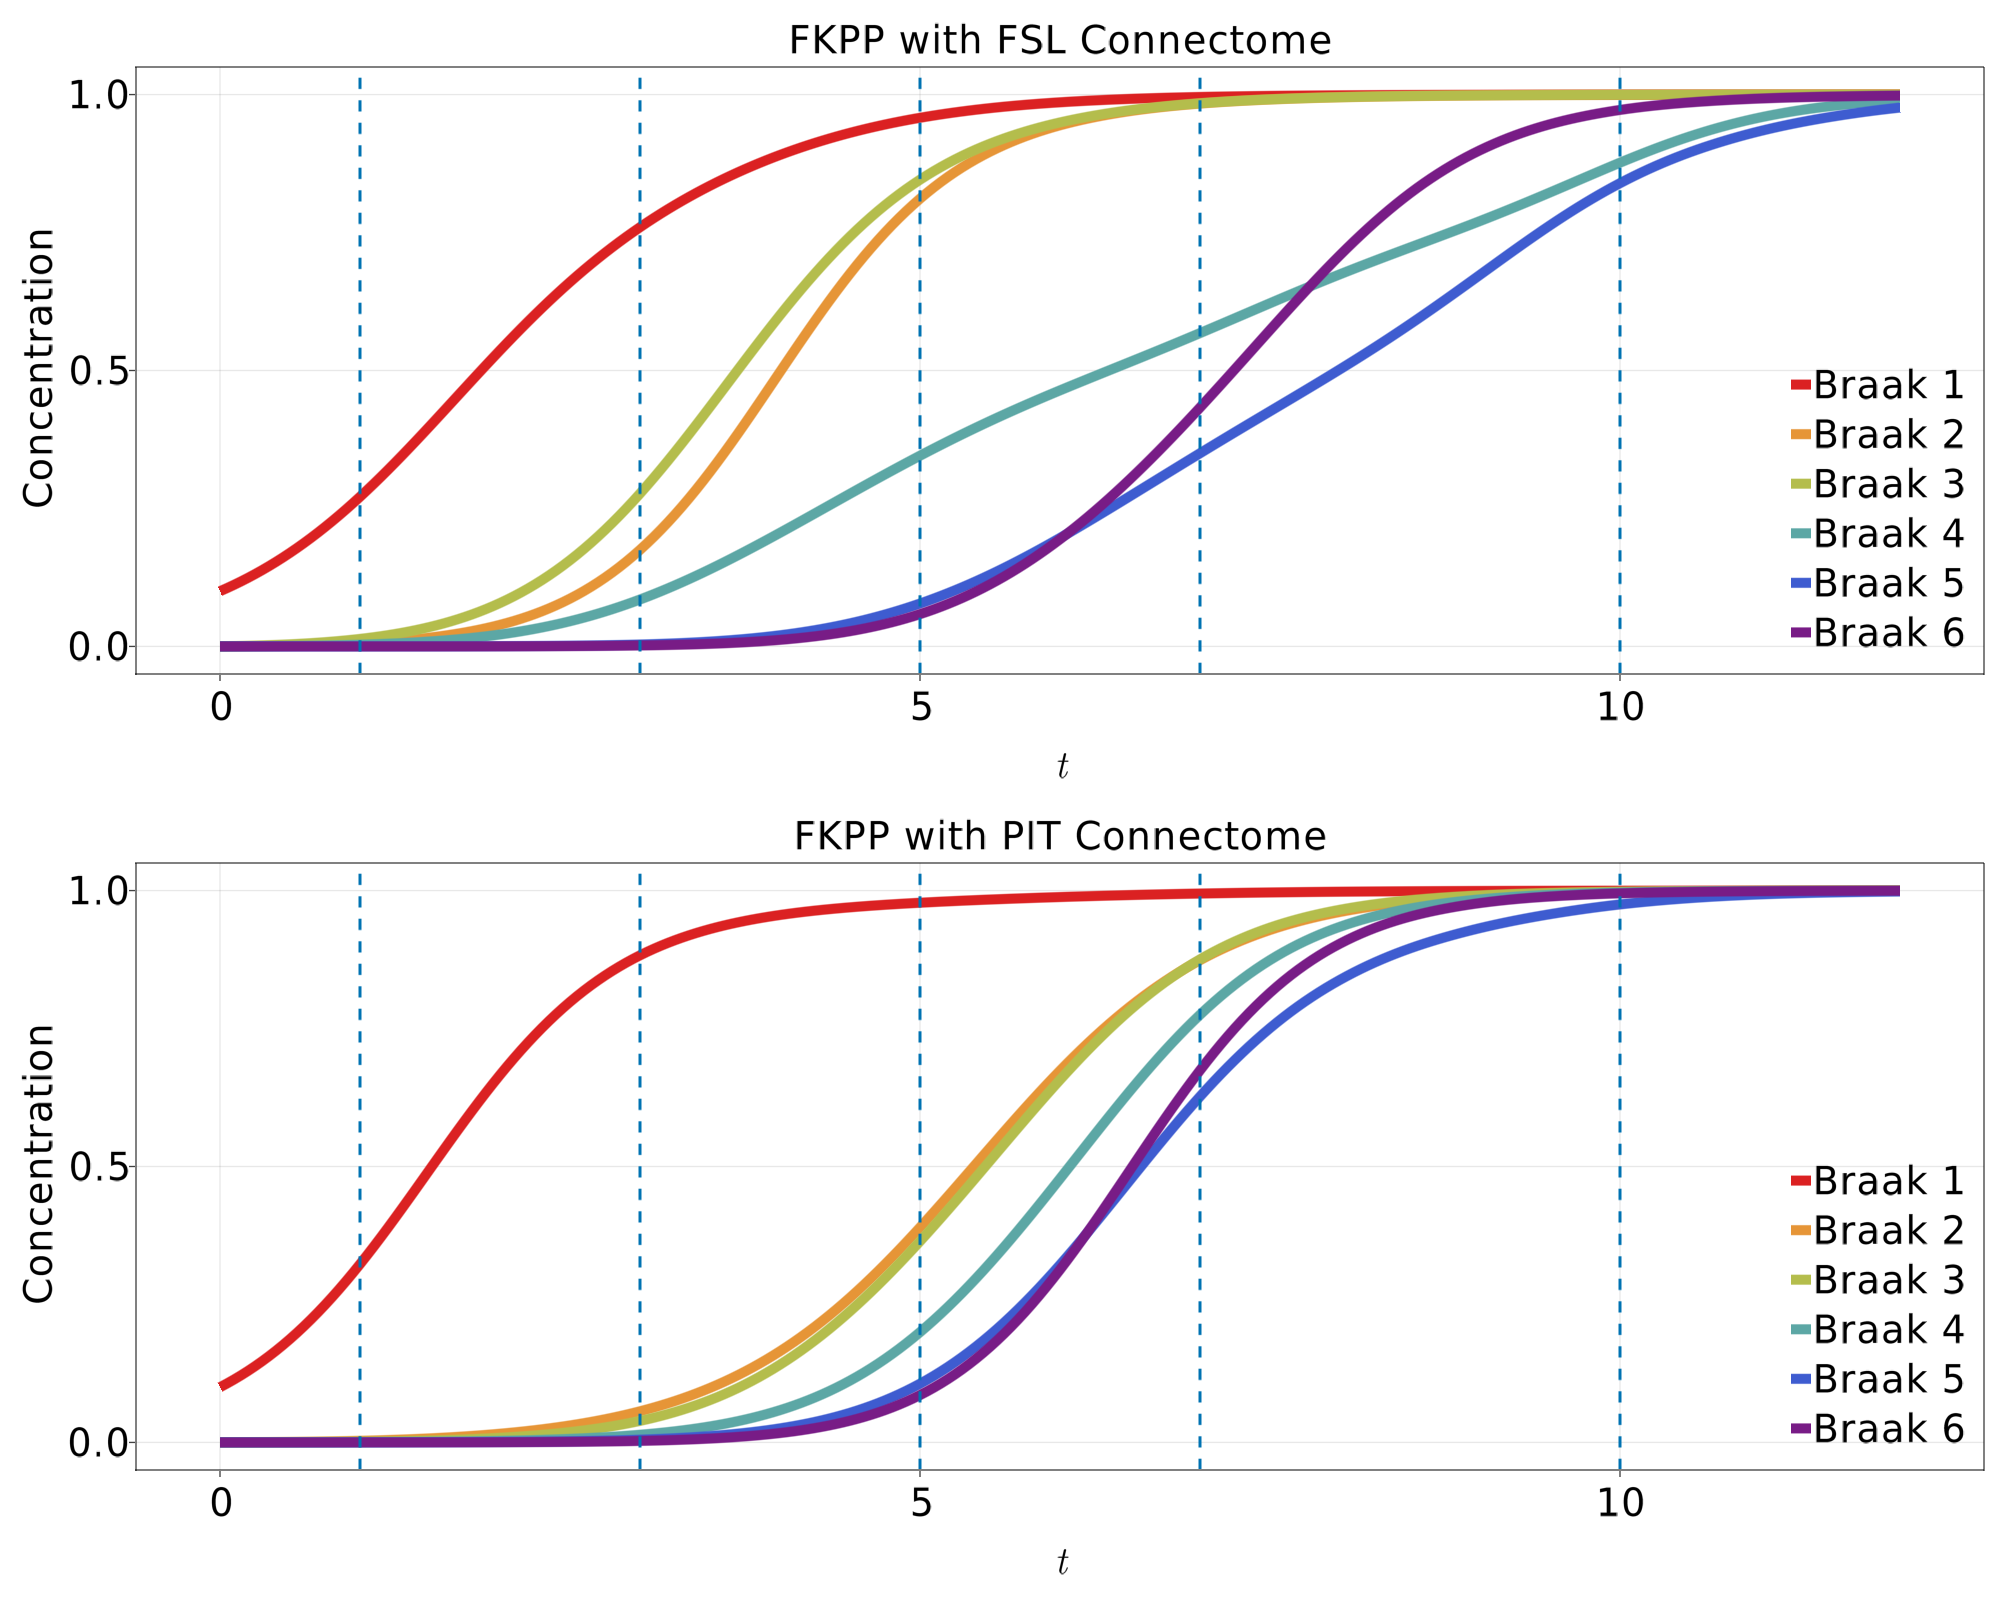 FKPP with FSL Connectome
Concentration
1.0
0.5
0.0
0 5 10
t
Braak 1
Braak 2
Braak 3
Braak 4
Braak 5
Braak 6
FKPP with PIT Connectome
Concentration
1.0
0.5
0.0
0 5 10
t
Braak 1
Braak 2
Braak 3
Braak 4
Braak 5
Braak 6